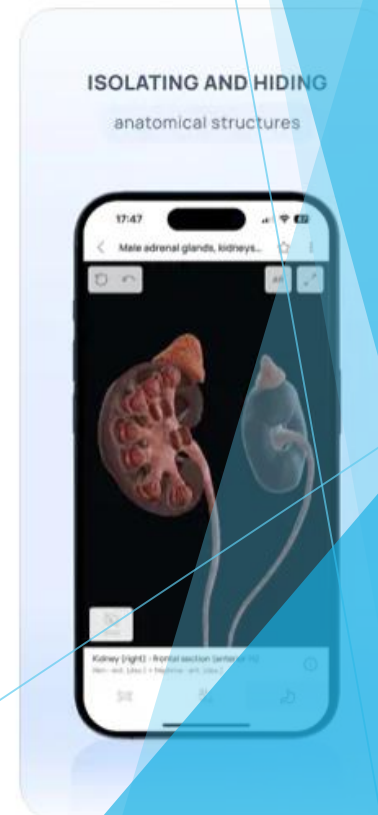 ISOLATING AND HIDING
anatomical structures
17:47
Male adrenal glands, kidneys...
Kidney (right) - frontal section